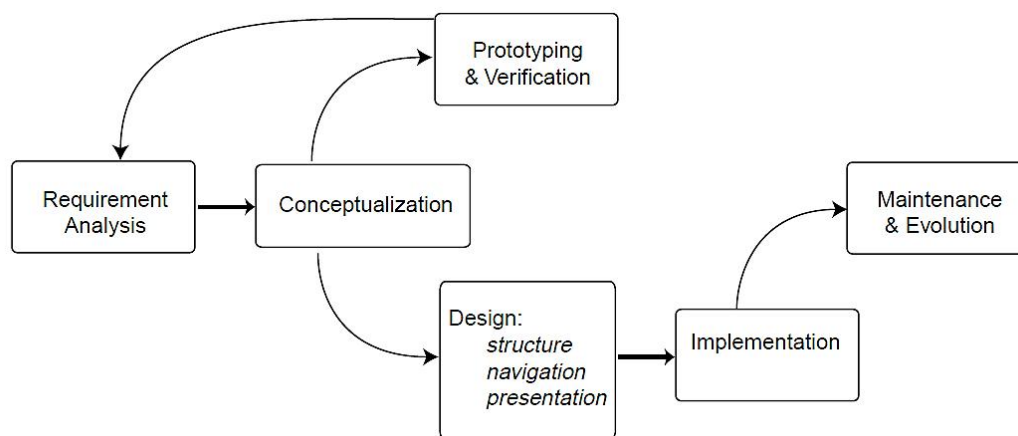 Prototyping
& Verification
Requirement
Analysis
Conceptualization
Maintenance
& Evolution
Design:
structure
navigation
presentation
Implementation